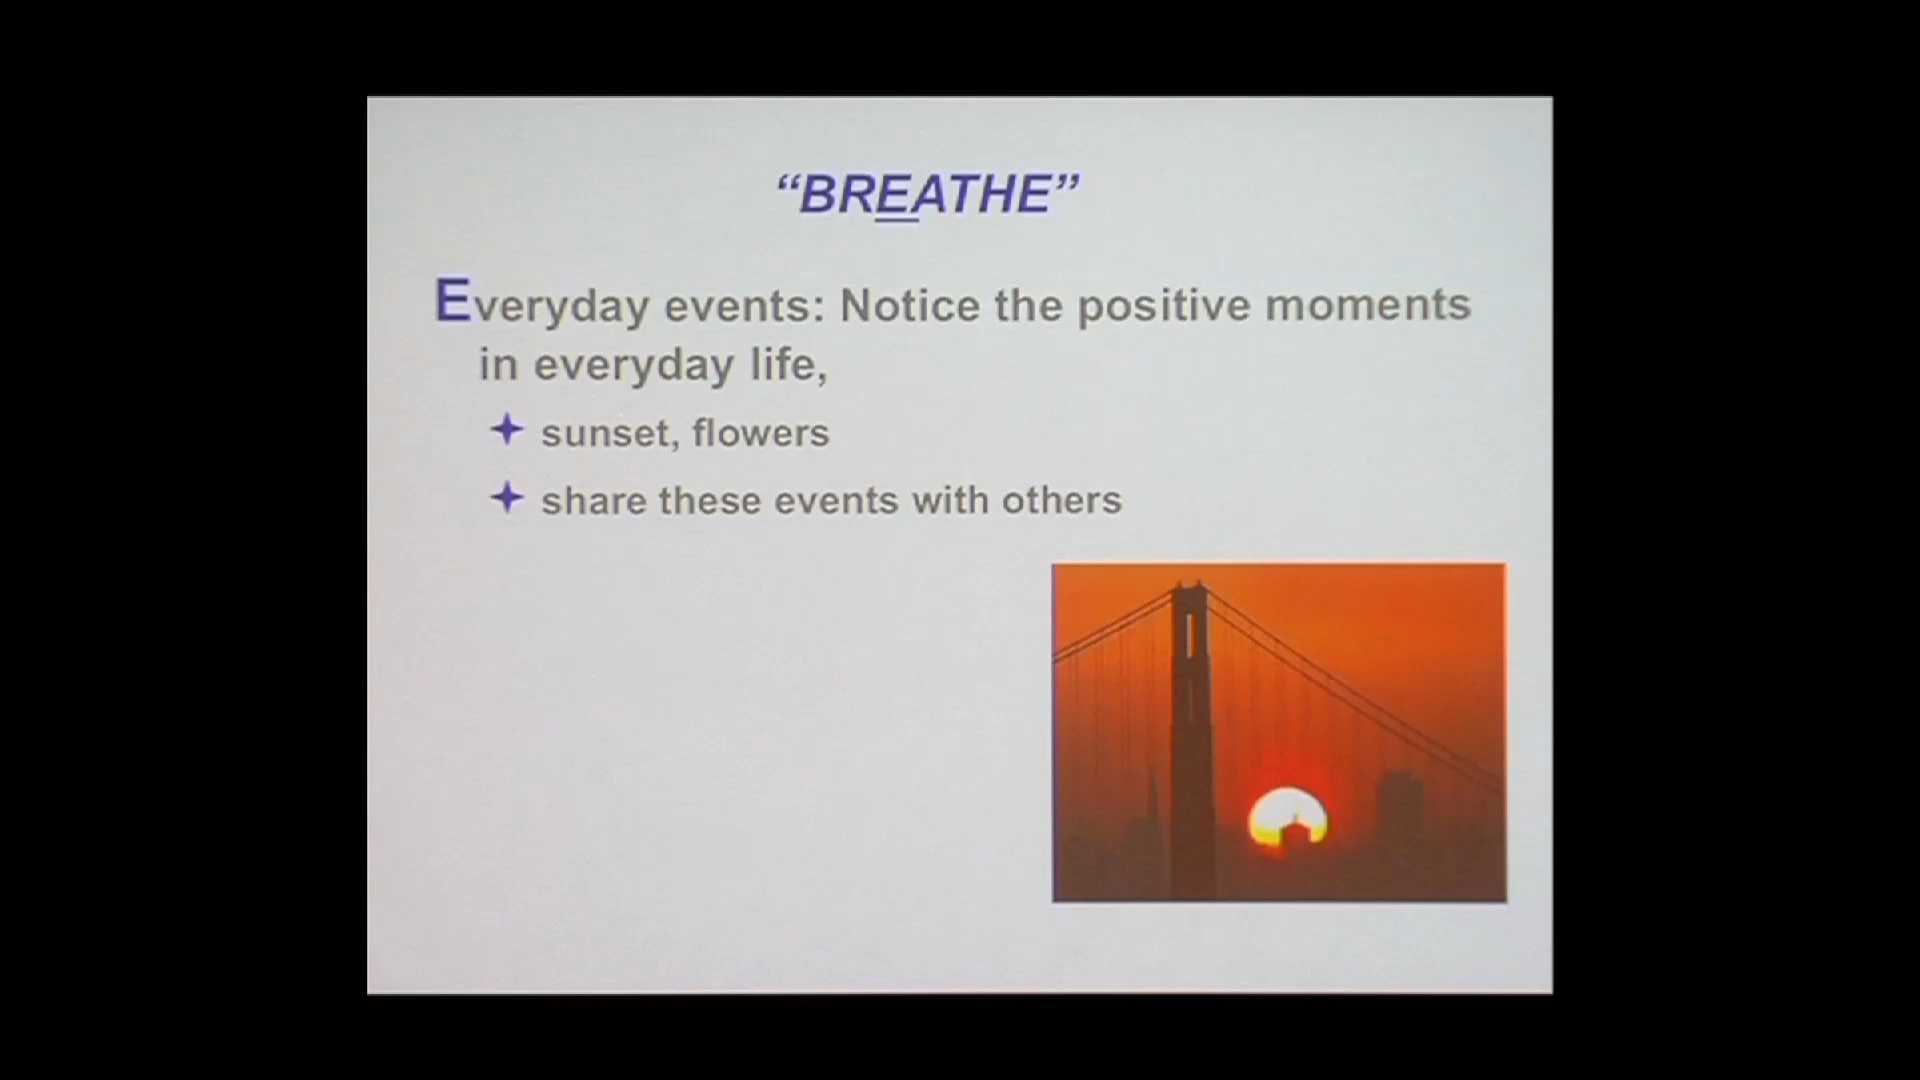 “BREATHE”
Everyday events: Notice the positive moments
in everyday life,
sunset, flowers
share these events with others